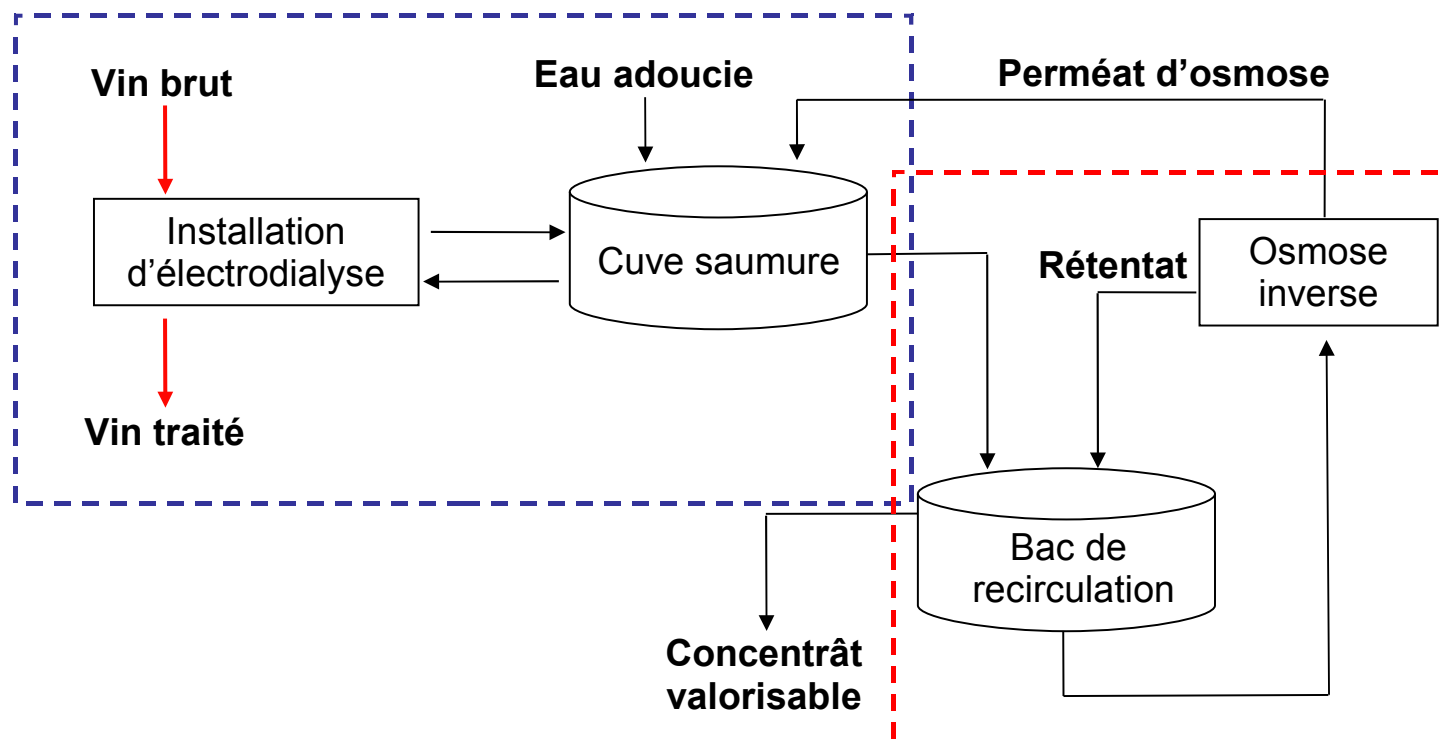 Vin brut
Eau adoucie
Perméat d’osmose
Installation
d’électrodialyse
Cuve saumure
Rétentat
Osmose
inverse
Vin traité
Bac de
recirculation
Concentrât
valorisable